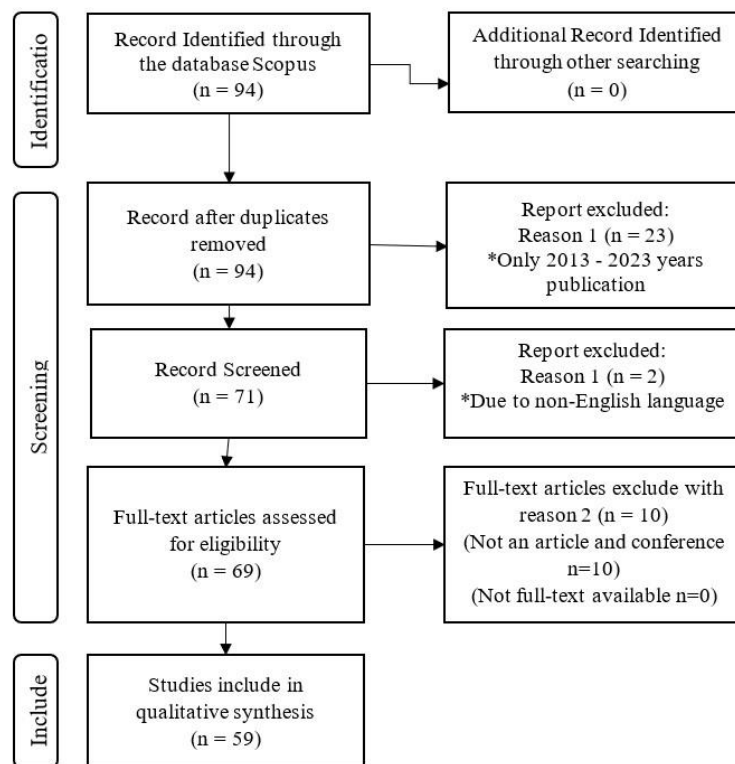 Identificatio
Record Identified through
the database Scopus
(n = 94)
Additional Record Identified
through other searching
(n = 0)
Screening
Record after duplicates
removed
(n = 94)
Report excluded:
Reason 1 (n = 23)
*Only 2013 - 2023 years
publication
Record Screened
(n = 71)
Report excluded:
Reason 1 (n = 2)
*Due to non-English language
Full-text articles assessed
for eligibility
(n = 69)
Full-text articles exclude with
reason 2 (n = 10)
(Not an article and conference
n=10)
(Not full-text available n=0)
Include
Studies include in
qualitative synthesis
(n = 59)